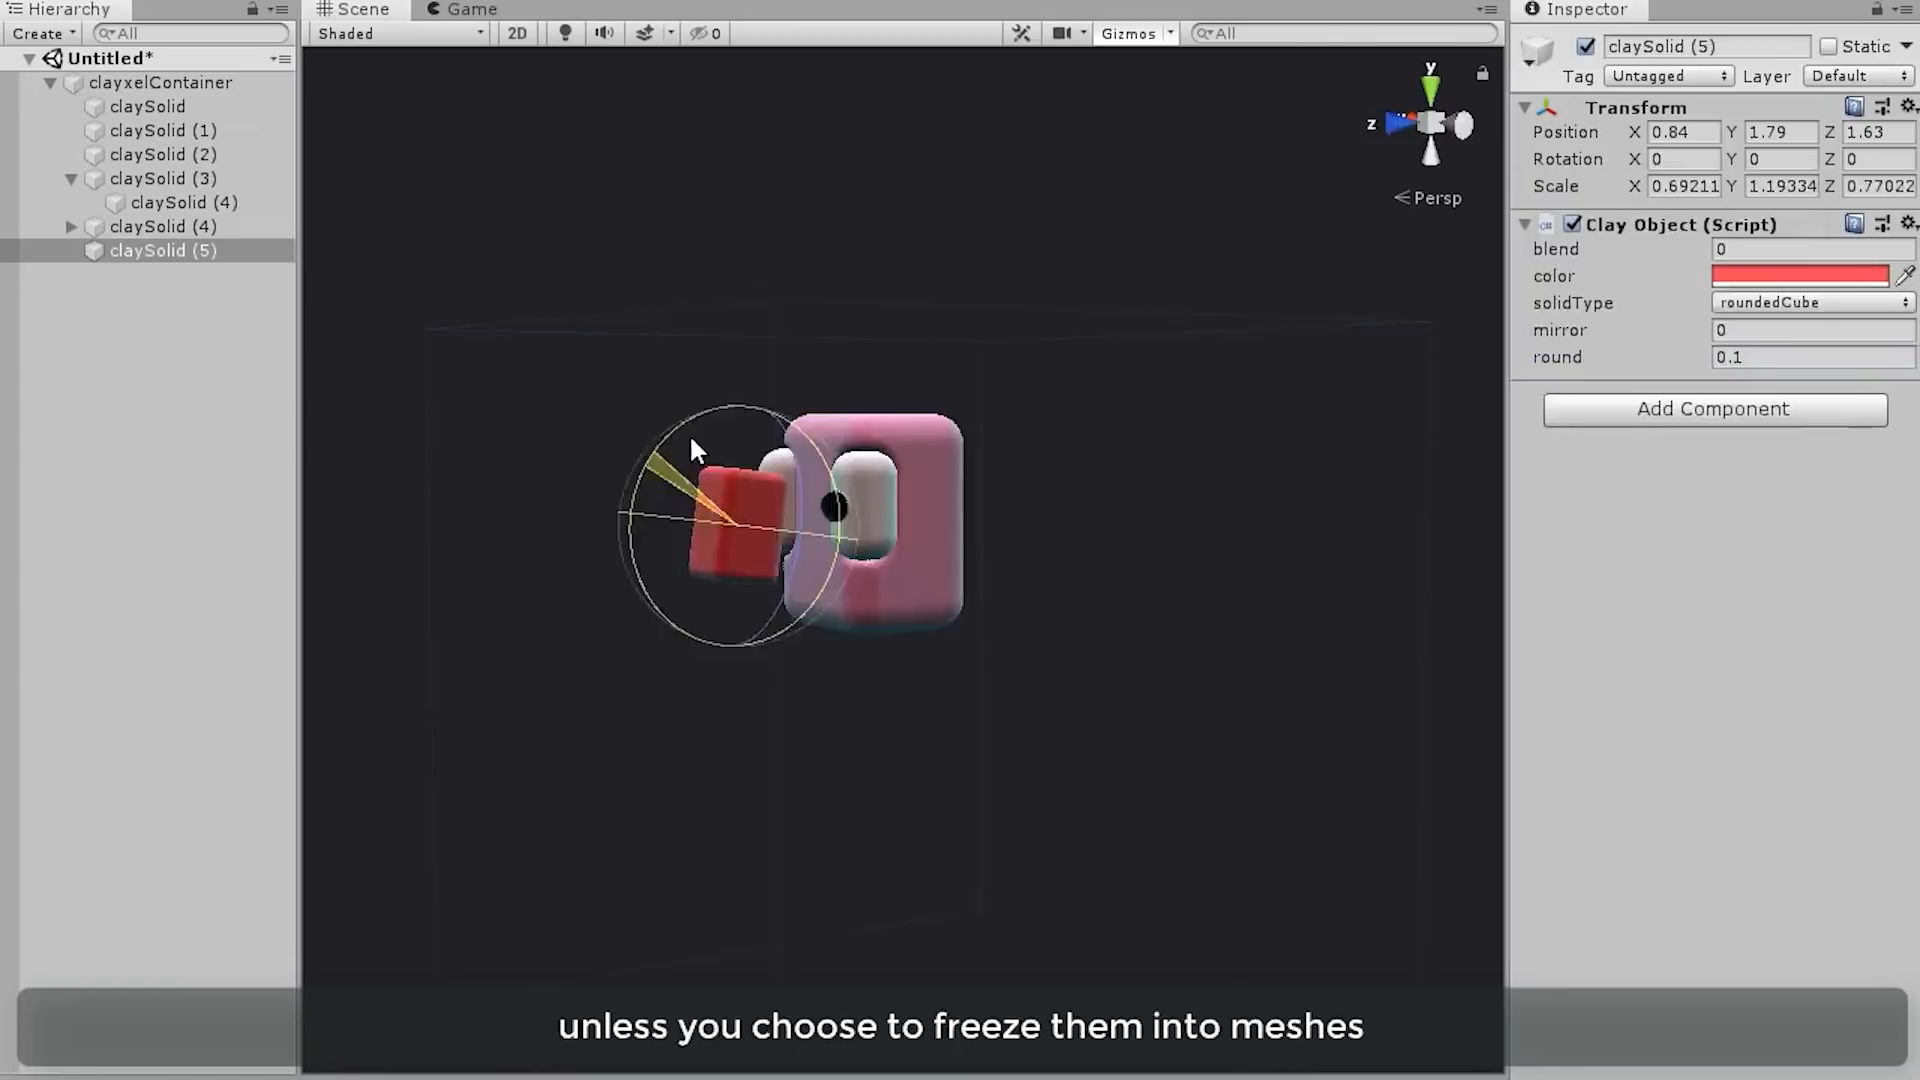 Hierarchy
Create
All
Untitled*
clayxelContainer
claySolid
claySolid (1)
claySolid (2)
claySolid (3)
claySolid (4)
claySolid (4)
claySolid (5)
Scene
Game
Shaded
2D
0
Gizmos
All
y
z
Persp
unless you choose to freeze them into meshes
Inspector
claySolid (5)
Static
Tag Untagged Layer Default
Transform
Position X 0.84 Y 1.79 Z 1.63
Rotation X 0 Y 0 Z 0
Scale X 0.69211 Y 1.19334 Z 0.77022
Clay Object (Script)
blend 0
color
solidType roundedCube
mirror 0
round 0.1
Add Component